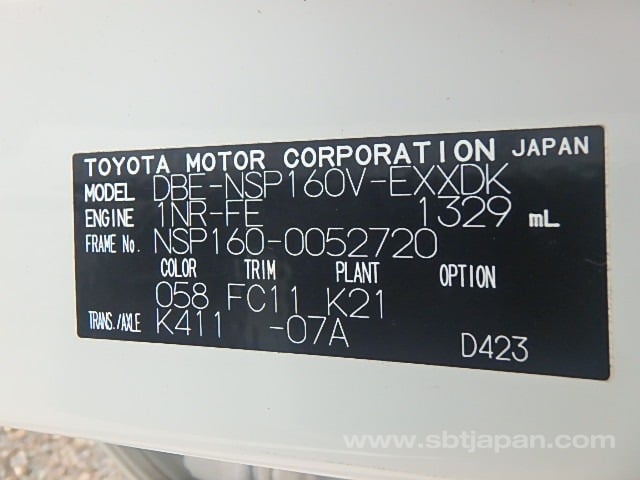 TOYOTA MOTOR CORPORATION JAPAN
MODEL DBE-NSP160V-EXXDK
ENGINE 1NR-FE 1329 mL
FRAME No. NSP160-0052720
COLOR TRIM PLANT OPTION
058 FC11 K21
TRANS./AXLE K411 -07A
D423
www.sbtjapan.com